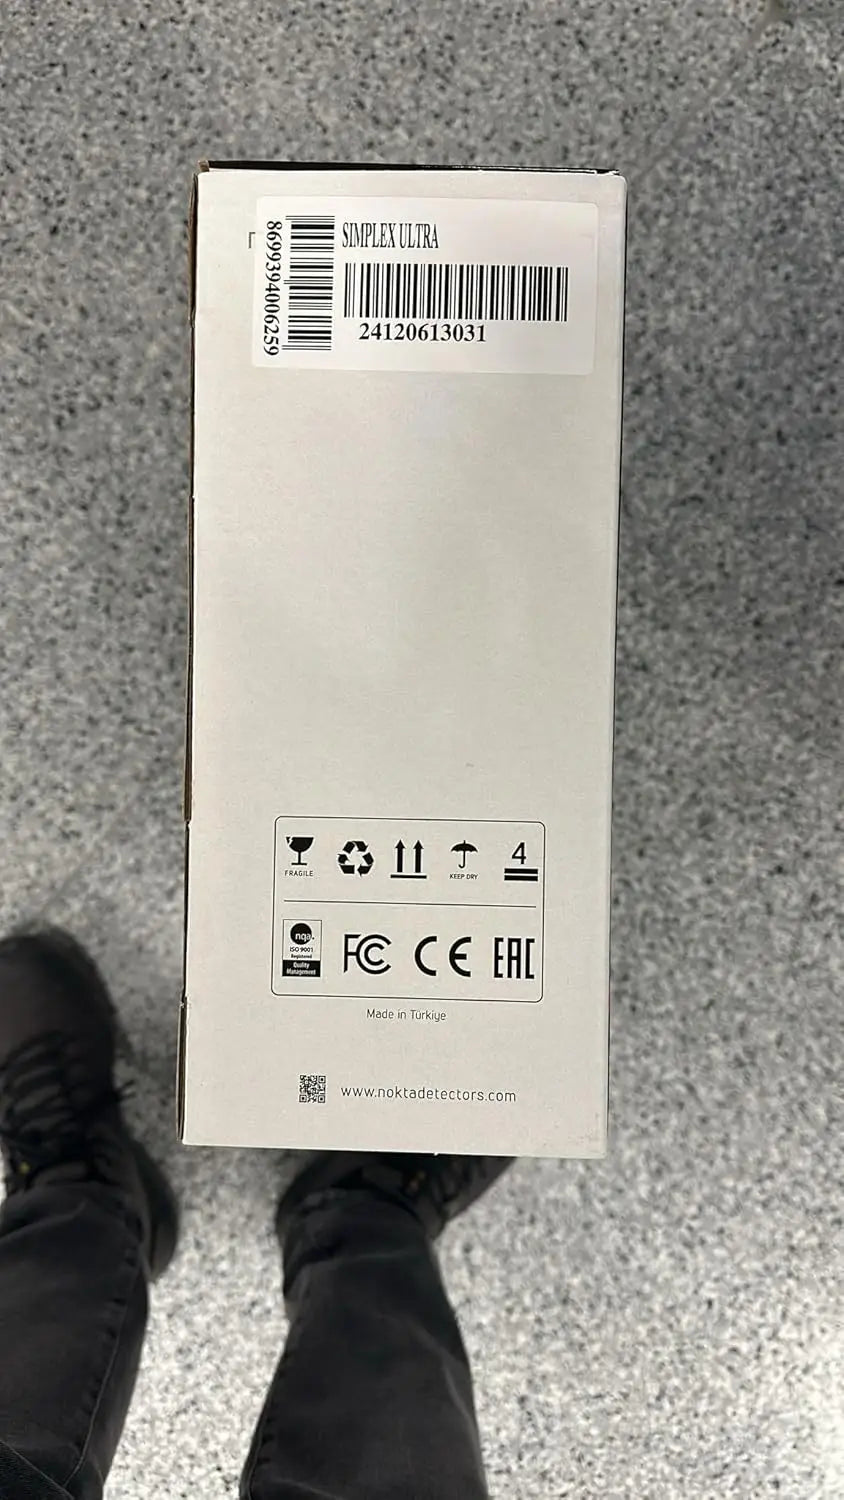 SIMPLEX ULTRA
8699394006259
24120613031
FRAGILE
KEEP DRY
4
nqa.
ISO 9001
Registered
Quality
Management
FC CE EAC
Made in Türkiye
www.noktadetectors.com